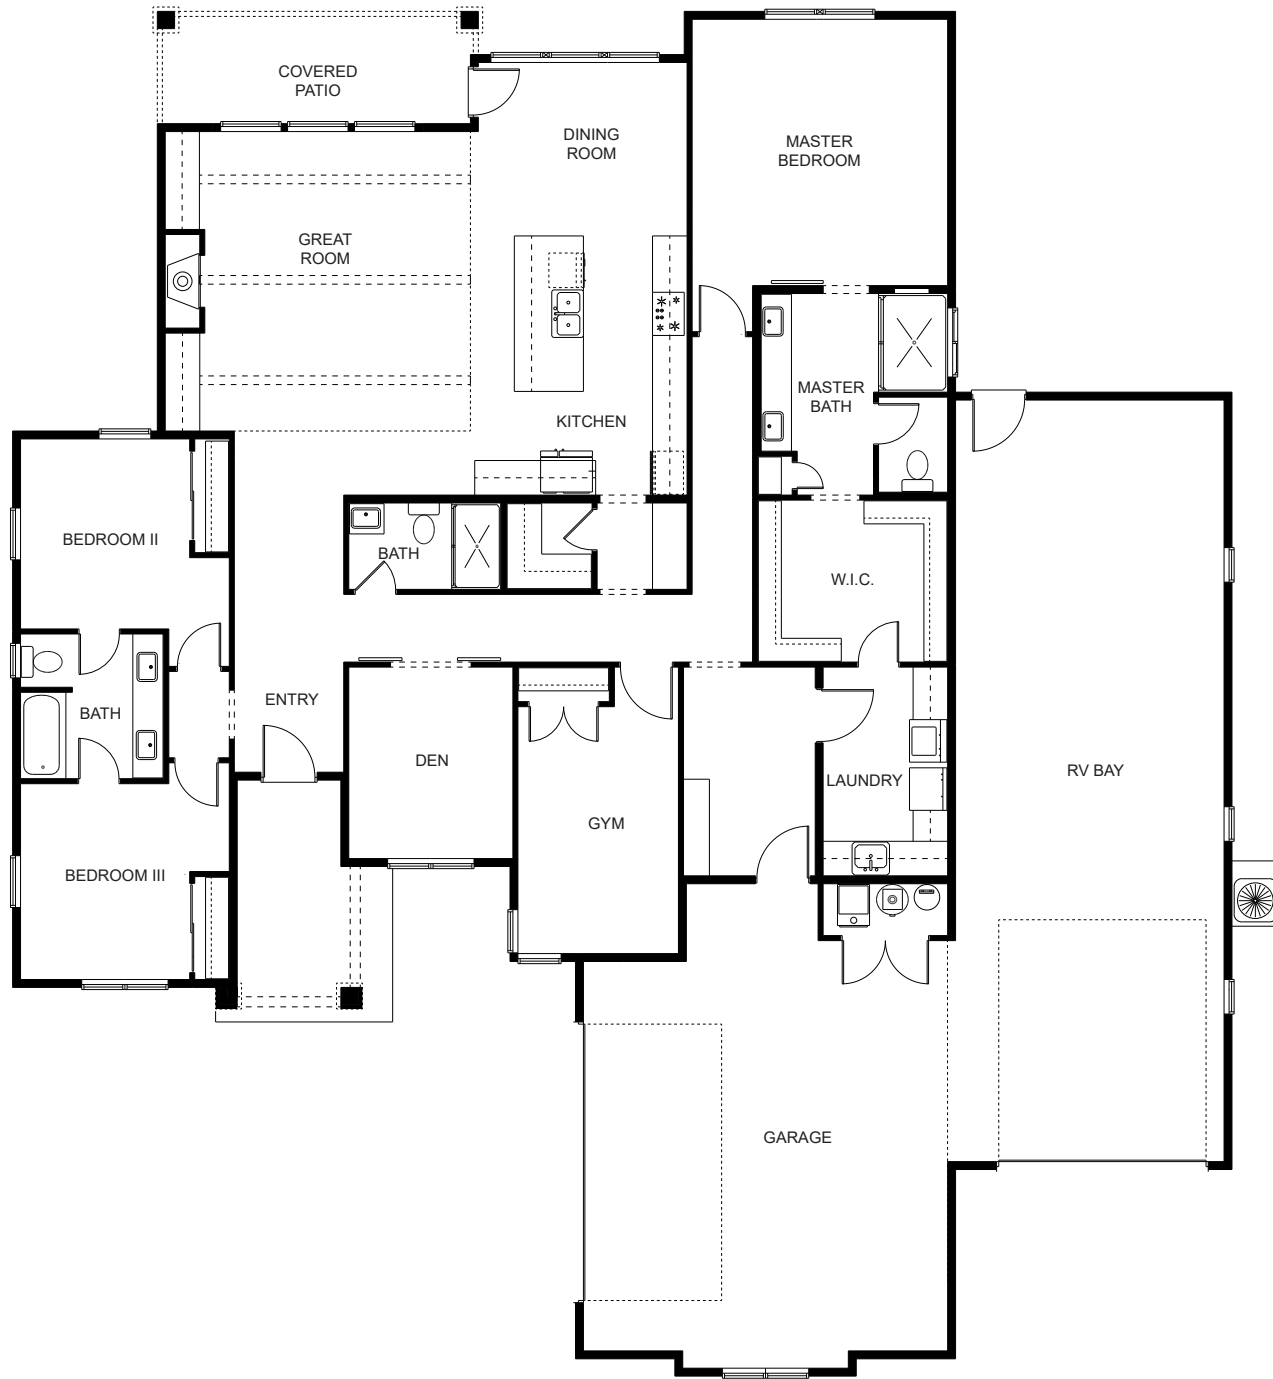 COVERED
PATIO
DINING
ROOM
MASTER
BEDROOM
GREAT
ROOM
MASTER
BATH
KITCHEN
BEDROOM II
BATH
W.I.C.
ENTRY
BATH
DEN
LAUNDRY
RV BAY
GYM
BEDROOM III
GARAGE